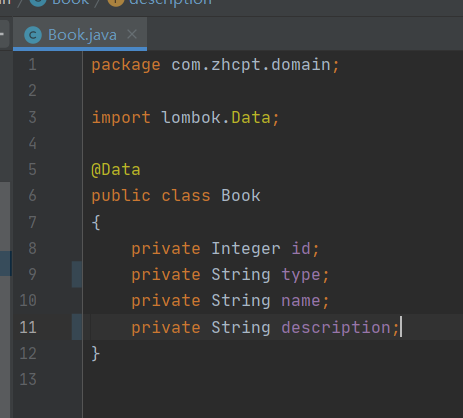 Book
description
Book.java
1 package com.zhcpt.domain;
2
3 import lombok.Data;
4
5 @Data
6 public class Book
7 {
8 private Integer id;
9 private String type;
10 private String name;
11 private String description;
12 }
13